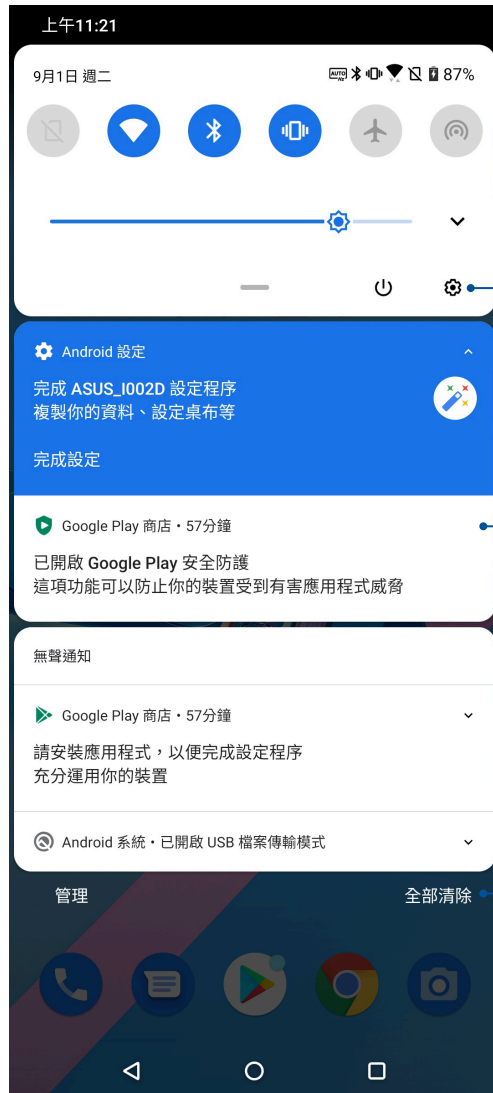 上午11:21
9月1日 週二
AUTO Hz 87%
Android 設定
完成 ASUS_I002D 設定程序
複製你的資料、設定桌布等
完成設定
Google Play 商店・57分鐘
已開啟 Google Play 安全防護
這項功能可以防止你的裝置受到有害應用程式威脅
無聲通知
Google Play 商店・57分鐘
請安裝應用程式，以便完成設定程序
充分運用你的裝置
Android 系統・已開啟 USB 檔案傳輸模式
管理
全部清除